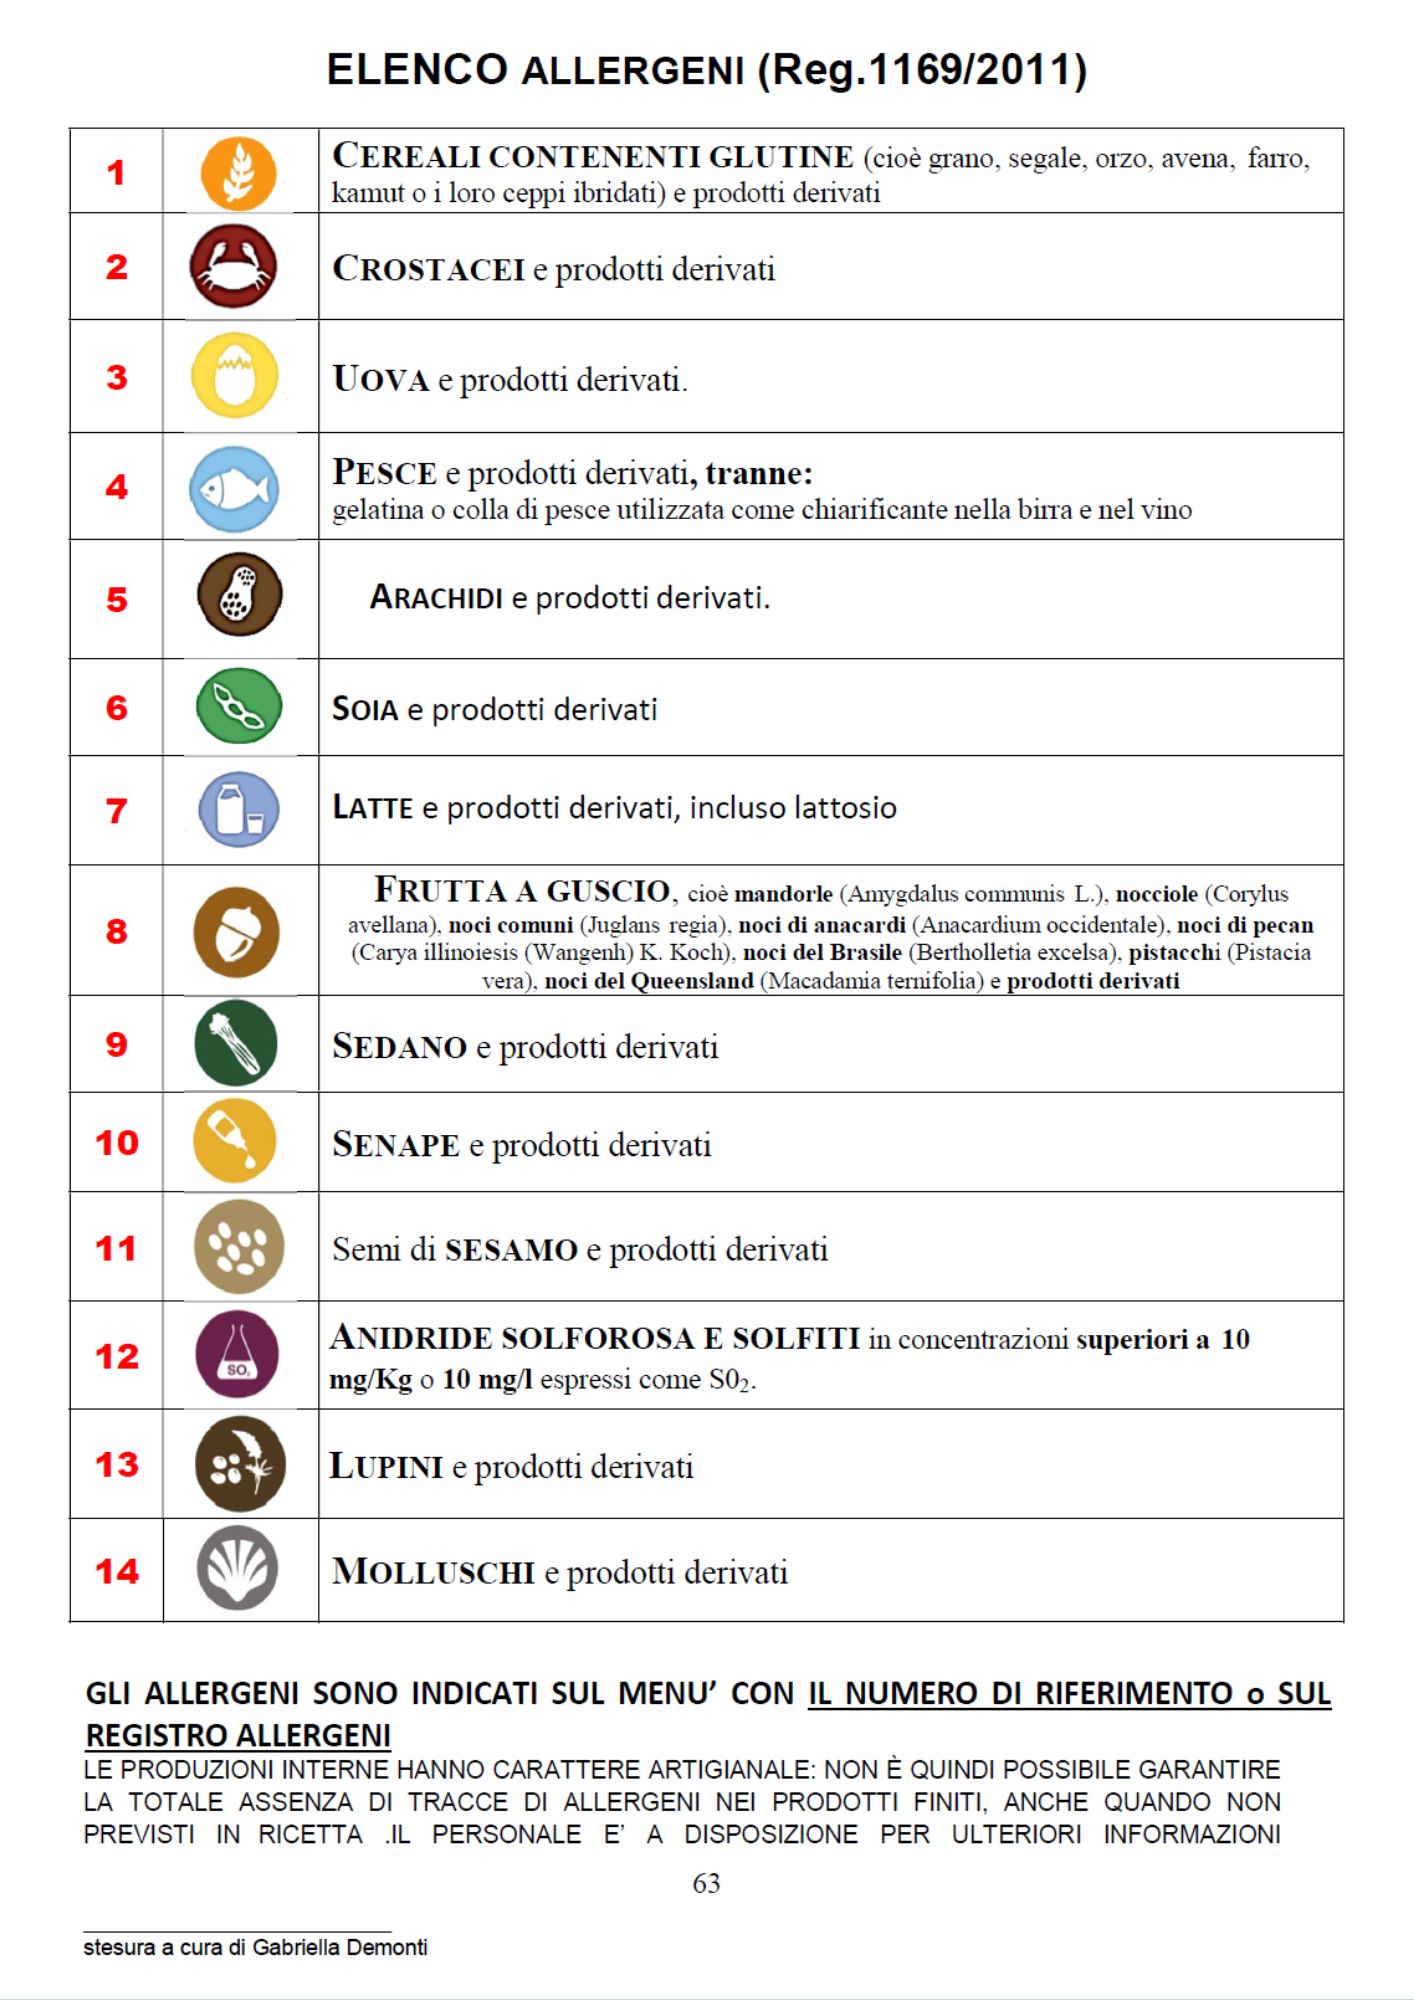 ELENCO ALLERGENI (Reg.1169/2011)
1
CEREALI CONTENENTI GLUTINE (cioè grano, segale, orzo, avena, farro,
kamut o i loro ceppi ibridati) e prodotti derivati
2
CROSTACEI e prodotti derivati
3
UOVA e prodotti derivati.
4
PESCE e prodotti derivati, tranne:
gelatina o colla di pesce utilizzata come chiarificante nella birra e nel vino
5
ARACHIDI e prodotti derivati.
6
SOIA e prodotti derivati
7
LATTE e prodotti derivati, incluso lattosio
8
FRUTTA A GUSCIO, cioè mandorle (Amygdalus communis L.), nocciole (Corylus
avellana), noci comuni (Juglans regia), noci di anacardi (Anacardium occidentale), noci di pecan
(Carya illinoiesis (Wangenh) K. Koch), noci del Brasile (Bertholletia excelsa), pistacchi (Pistacia
vera), noci del Queensland (Macadamia ternifolia) e prodotti derivati
9
SEDANO e prodotti derivati
10
SENAPE e prodotti derivati
11
Semi di SESAMO e prodotti derivati
12
SO₂
ANIDRIDE SOLFOROSA E SOLFITI in concentrazioni superiori a 10
mg/Kg o 10 mg/l espressi come S0₂.
13
LUPINI e prodotti derivati
14
MOLLUSCHI e prodotti derivati
GLI ALLERGENI SONO INDICATI SUL MENU’ CON IL NUMERO DI RIFERIMENTO o SUL
REGISTRO ALLERGENI
LE PRODUZIONI INTERNE HANNO CARATTERE ARTIGIANALE: NON È QUINDI POSSIBILE GARANTIRE
LA TOTALE ASSENZA DI TRACCE DI ALLERGENI NEI PRODOTTI FINITI, ANCHE QUANDO NON
PREVISTI IN RICETTA .IL PERSONALE E’ A DISPOSIZIONE PER ULTERIORI INFORMAZIONI
63
stesura a cura di Gabriella Demonti